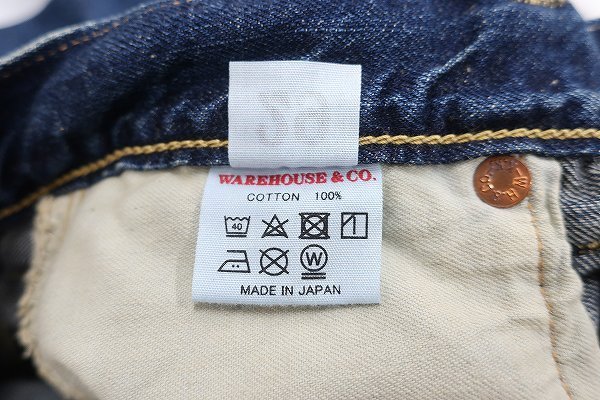 WAREHOUSE & CO.
COTTON 100%
40
W
MADE IN JAPAN